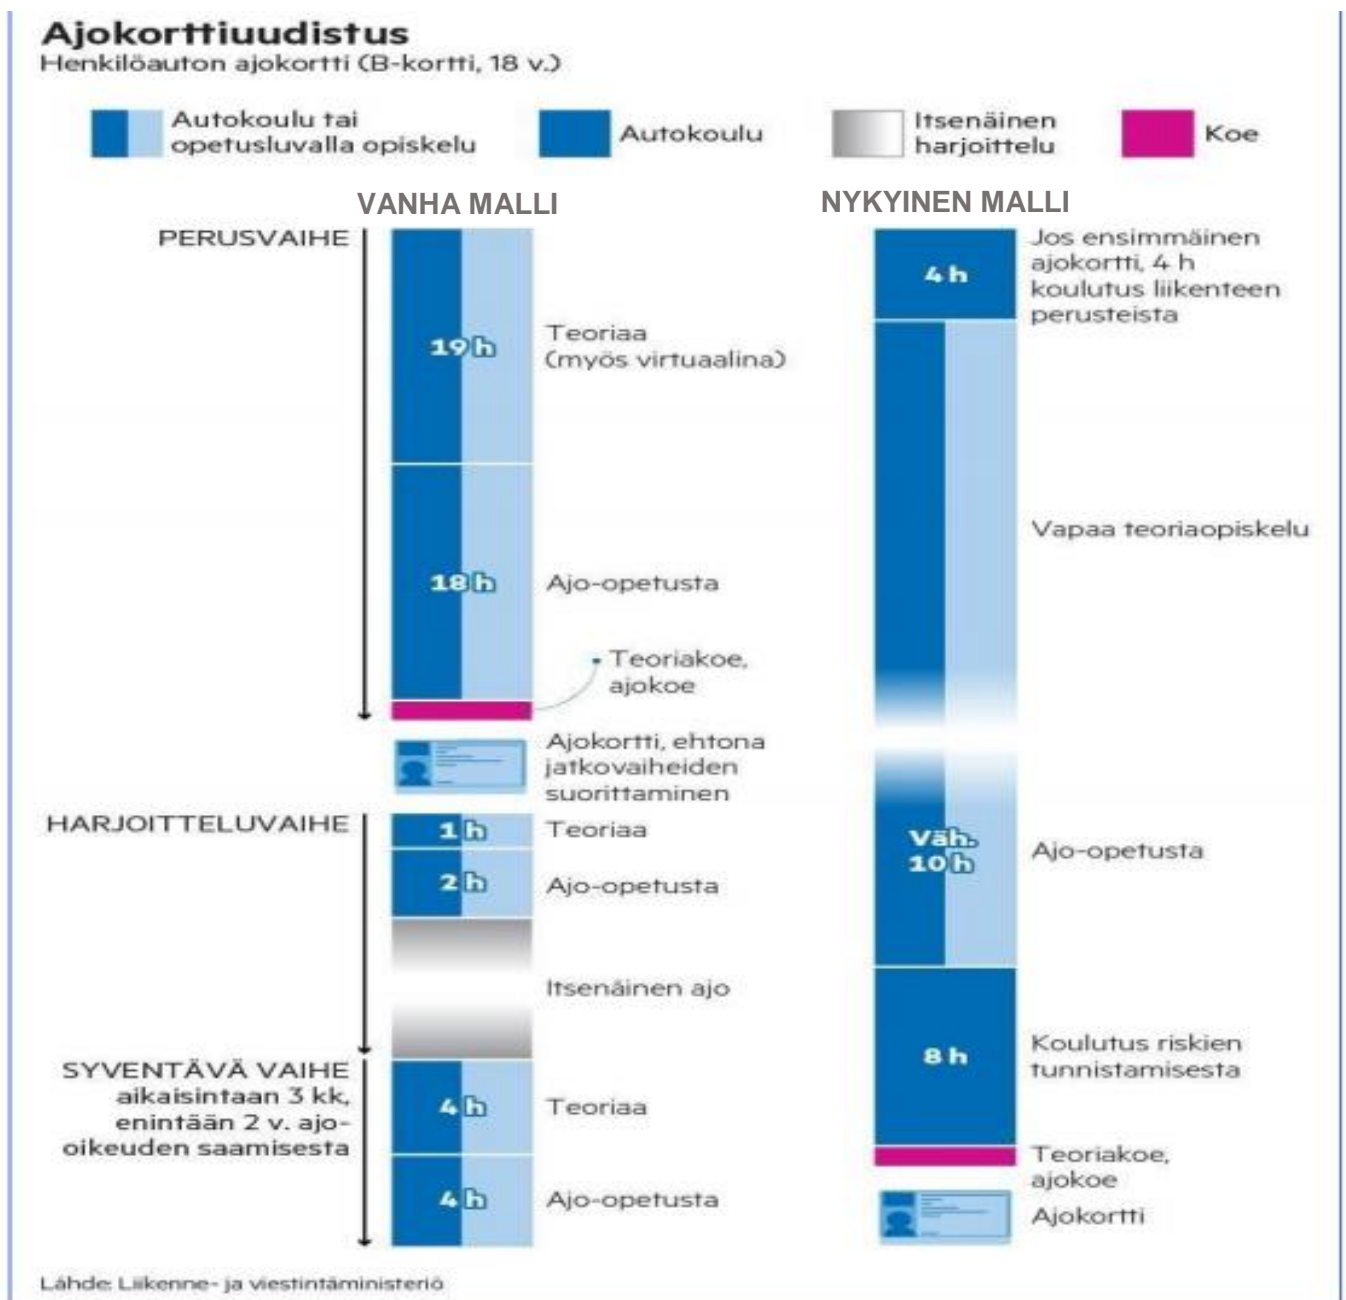 Ajokorttiuudistus
Henkilöauton ajokortti (B-kortti, 18 v.)
Autokoulu tai
opetusluvalla opiskelu
Autokoulu
Itsenäinen
harjoittelu
Koe
VANHA MALLI
PERUSVAIHE
19 h
Teoriaa
(myös virtuaalina)
18 h
Ajo-opetusta
Teoriakoe,
ajokoe
Ajokortti, ehtona
jatkovaiheiden
suorittaminen
HARJOITTELUVAIHE
1 h
Teoriaa
2 h
Ajo-opetusta
Itsenäinen ajo
SYVENTÄVÄ VAIHE
aikaisintaan 3 kk,
enintään 2 v. ajo-
oikeuden saamisesta
4 h
Teoriaa
4 h
Ajo-opetusta
NYKYINEN MALLI
4 h
Jos ensimmäinen
ajokortti, 4 h
koulutus liikenteen
perusteista
Vapaa teoriaopiskelu
Väh.
10 h
Ajo-opetusta
8 h
Koulutus riskien
tunnistamisesta
Teoriakoe,
ajokoe
Ajokortti
Lähde: Liikenne- ja viestintäministeriö